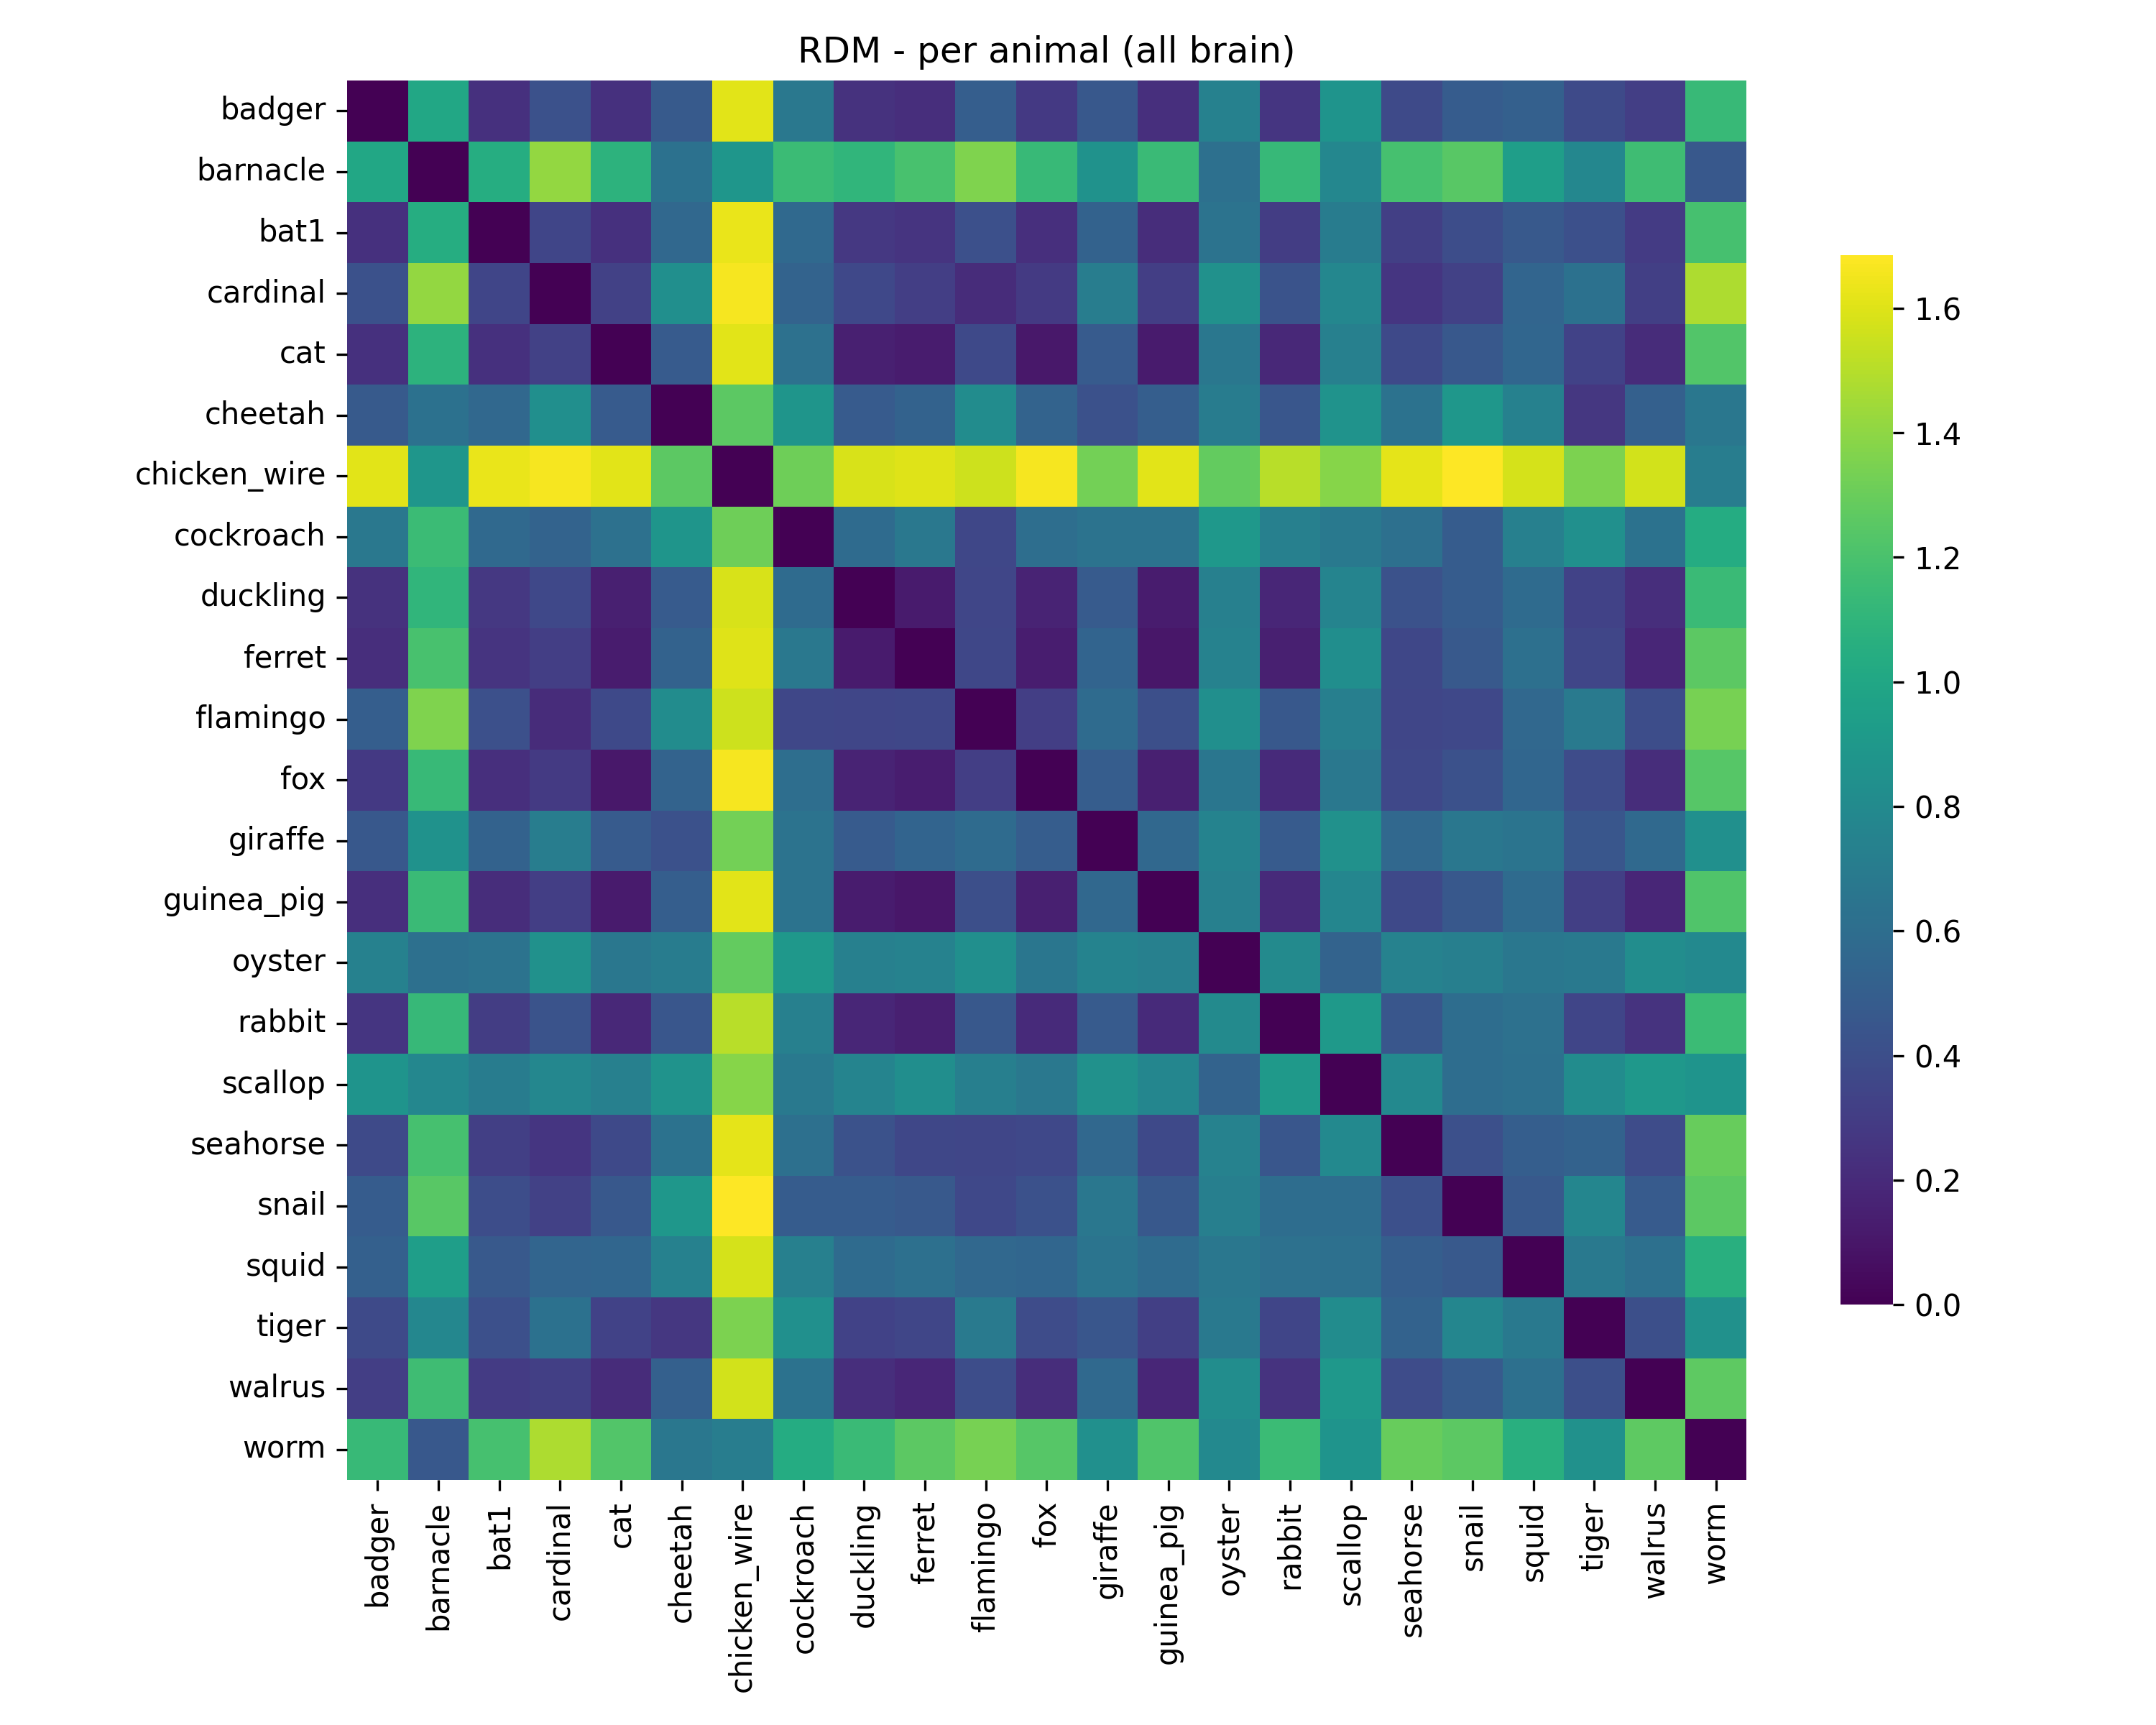 RDM - per animal (all brain)
badger
barnacle
bat1
cardinal
cat
cheetah
chicken_wire
cockroach
duckling
ferret
flamingo
fox
giraffe
guinea_pig
oyster
rabbit
scallop
seahorse
snail
squid
tiger
walrus
worm
badger
barnacle
bat1
cardinal
cat
cheetah
chicken_wire
cockroach
duckling
ferret
flamingo
fox
giraffe
guinea_pig
oyster
rabbit
scallop
seahorse
snail
squid
tiger
walrus
worm
1.6
1.4
1.2
1.0
0.8
0.6
0.4
0.2
0.0